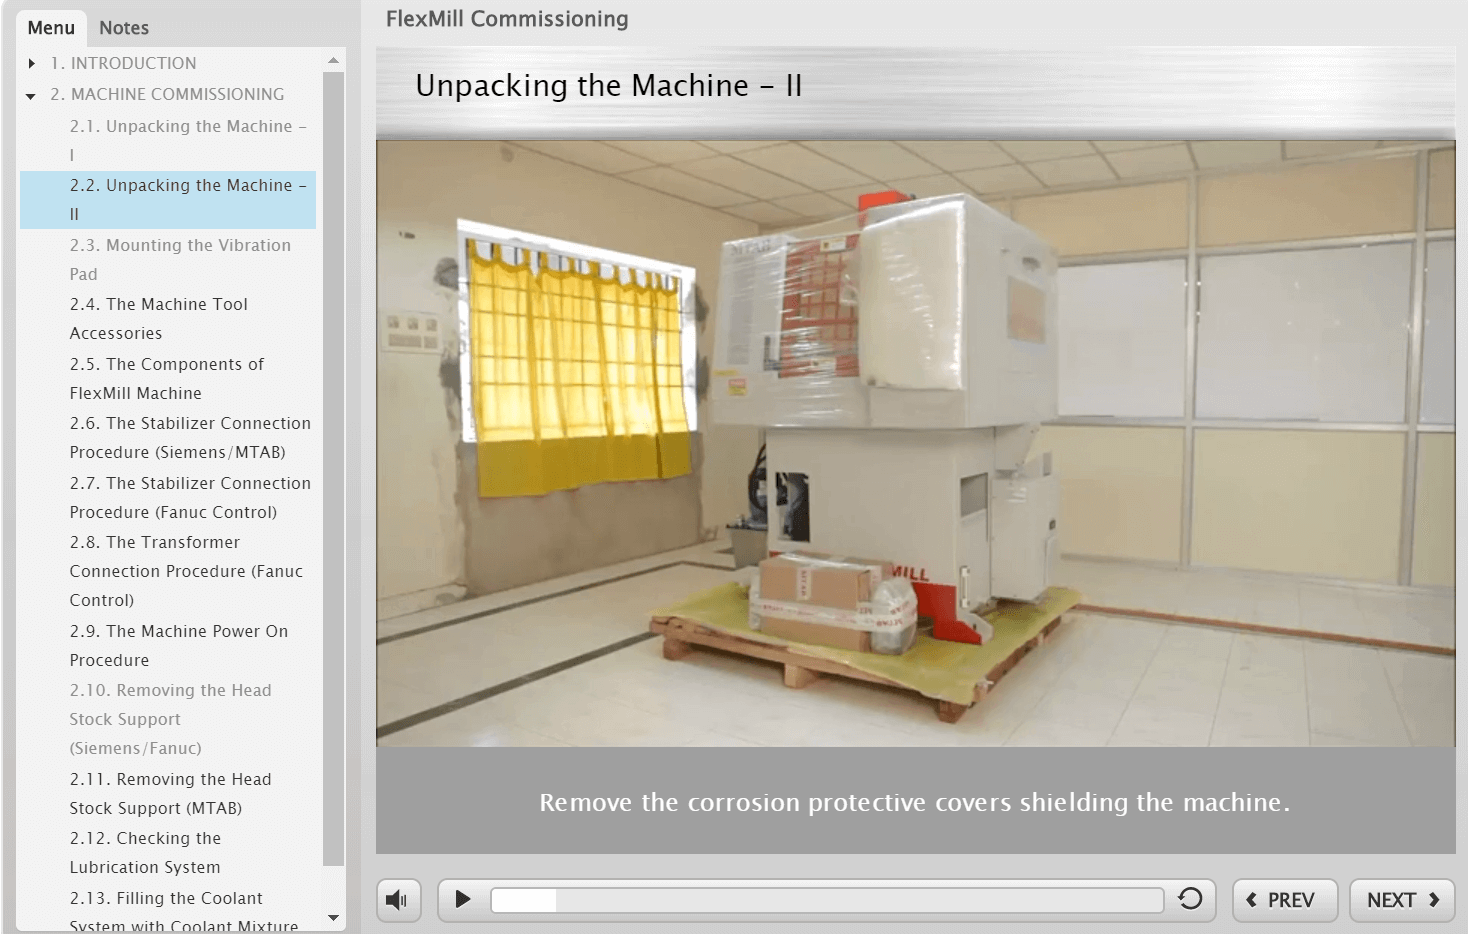 Menu
Notes
1. INTRODUCTION
2. MACHINE COMMISSIONING
2.1. Unpacking the Machine -
I
2.2. Unpacking the Machine -
II
2.3. Mounting the Vibration
Pad
2.4. The Machine Tool
Accessories
2.5. The Components of
FlexMill Machine
2.6. The Stabilizer Connection
Procedure (Siemens/MTAB)
2.7. The Stabilizer Connection
Procedure (Fanuc Control)
2.8. The Transformer
Connection Procedure (Fanuc
Control)
2.9. The Machine Power On
Procedure
2.10. Removing the Head
Stock Support
(Siemens/Fanuc)
2.11. Removing the Head
Stock Support (MTAB)
2.12. Checking the
Lubrication System
2.13. Filling the Coolant
System with Coolant Mixture
FlexMill Commissioning
Unpacking the Machine - II
MTAB
MILL
MTAB
MTAB
Remove the corrosion protective covers shielding the machine.
PREV
NEXT